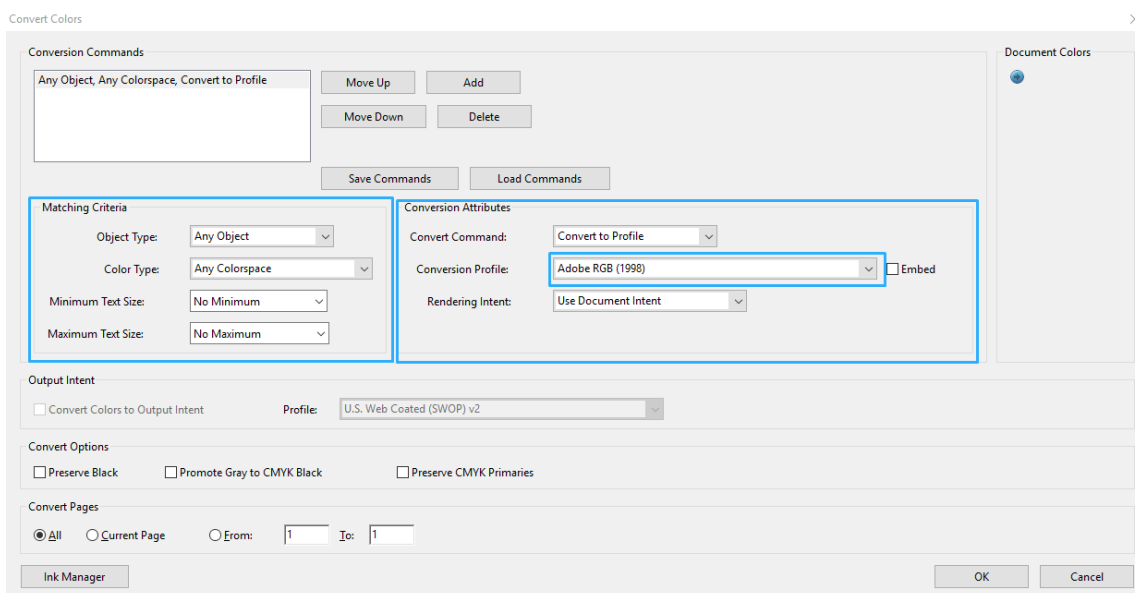 Convert Colors
Conversion Commands
Document Colors
Any Object, Any Colorspace, Convert to Profile
Move Up
Add
Move Down
Delete
Save Commands
Load Commands
Matching Criteria
Object Type: Any Object
Color Type: Any Colorspace
Minimum Text Size: No Minimum
Maximum Text Size: No Maximum
Conversion Attributes
Convert Command: Convert to Profile
Conversion Profile: Adobe RGB (1998) Embed
Rendering Intent: Use Document Intent
Output Intent
Convert Colors to Output Intent Profile: U.S. Web Coated (SWOP) v2
Convert Options
Preserve Black Promote Gray to CMYK Black Preserve CMYK Primaries
Convert Pages
All Current Page From: 1 To: 1
Ink Manager OK Cancel